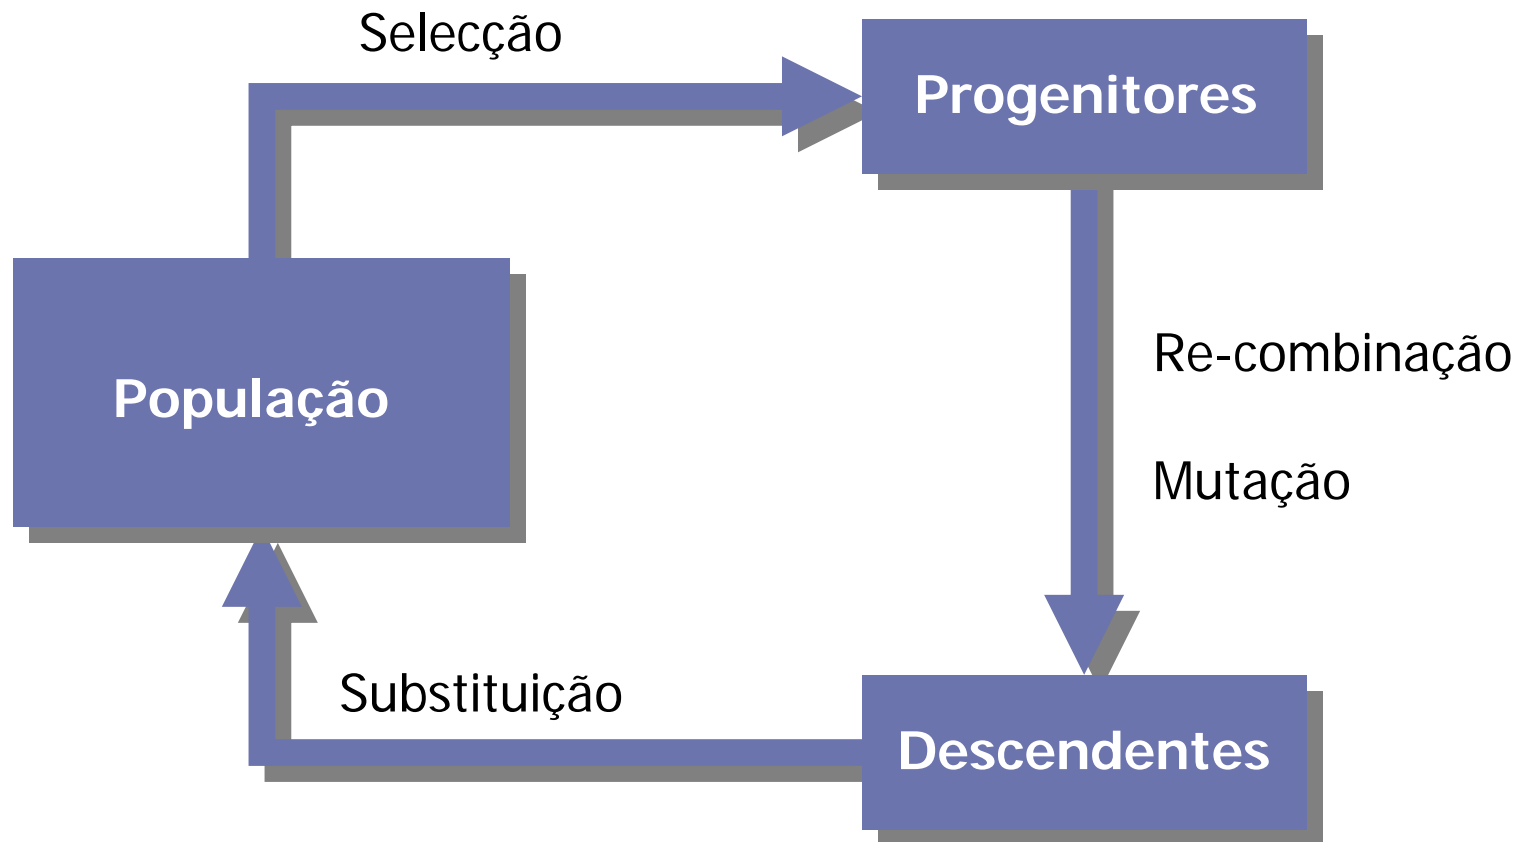 Selecção
Progenitores
População
Re-combinação
Mutação
Substituição
Descendentes